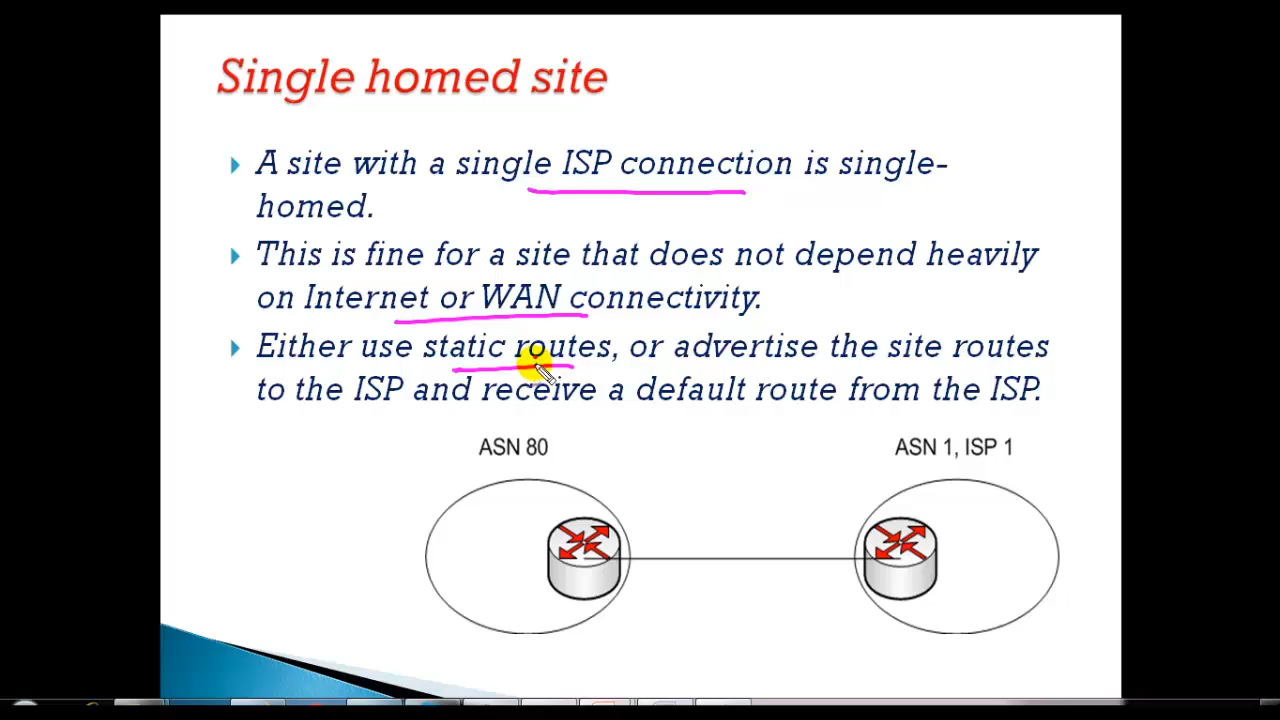 Single homed site
A site with a single ISP connection is single-
homed.
This is fine for a site that does not depend heavily
on Internet or WAN connectivity.
Either use static routes, or advertise the site routes
to the ISP and receive a default route from the ISP.
ASN 80
ASN 1, ISP 1